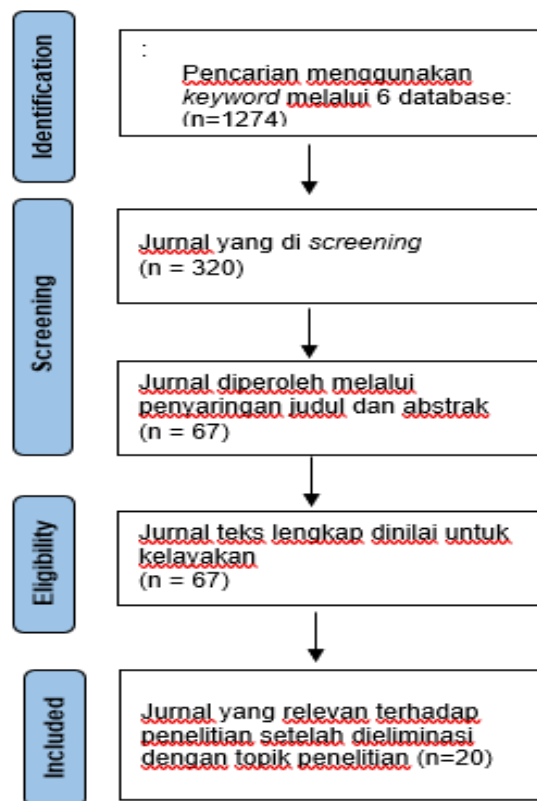 Identification
:
Pencarian menggunakan
keyword melalui 6 database:
(n=1274)
Screening
Jurnal yang di screening
(n = 320)
Jurnal diperoleh melalui
penyaringan judul dan abstrak
(n = 67)
Eligibility
Jurnal teks lengkap dinilai untuk
kelayakan
(n = 67)
Included
Jurnal yang relevan terhadap
penelitian setelah dieliminasi
dengan topik penelitian (n=20)